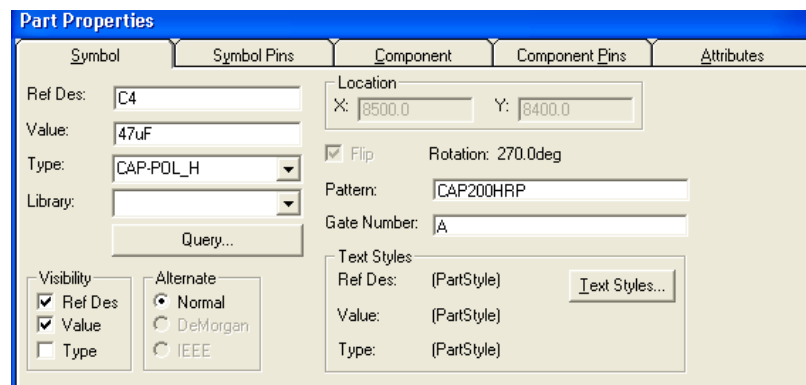 Part Properties
Symbol Symbol Pins Component Component Pins Attributes
Ref Des: C4
Value: 47uF
Type: CAP-POL_H
Library:
Query...
Visibility
Ref Des
Value
Type
Alternate
Normal
DeMorgan
IEEE
Location
X: 8500.0 Y: 8400.0
Flip Rotation: 270.0deg
Pattern: CAP200HRP
Gate Number: A
Text Styles
Ref Des: (PartStyle) Text Styles...
Value: (PartStyle)
Type: (PartStyle)